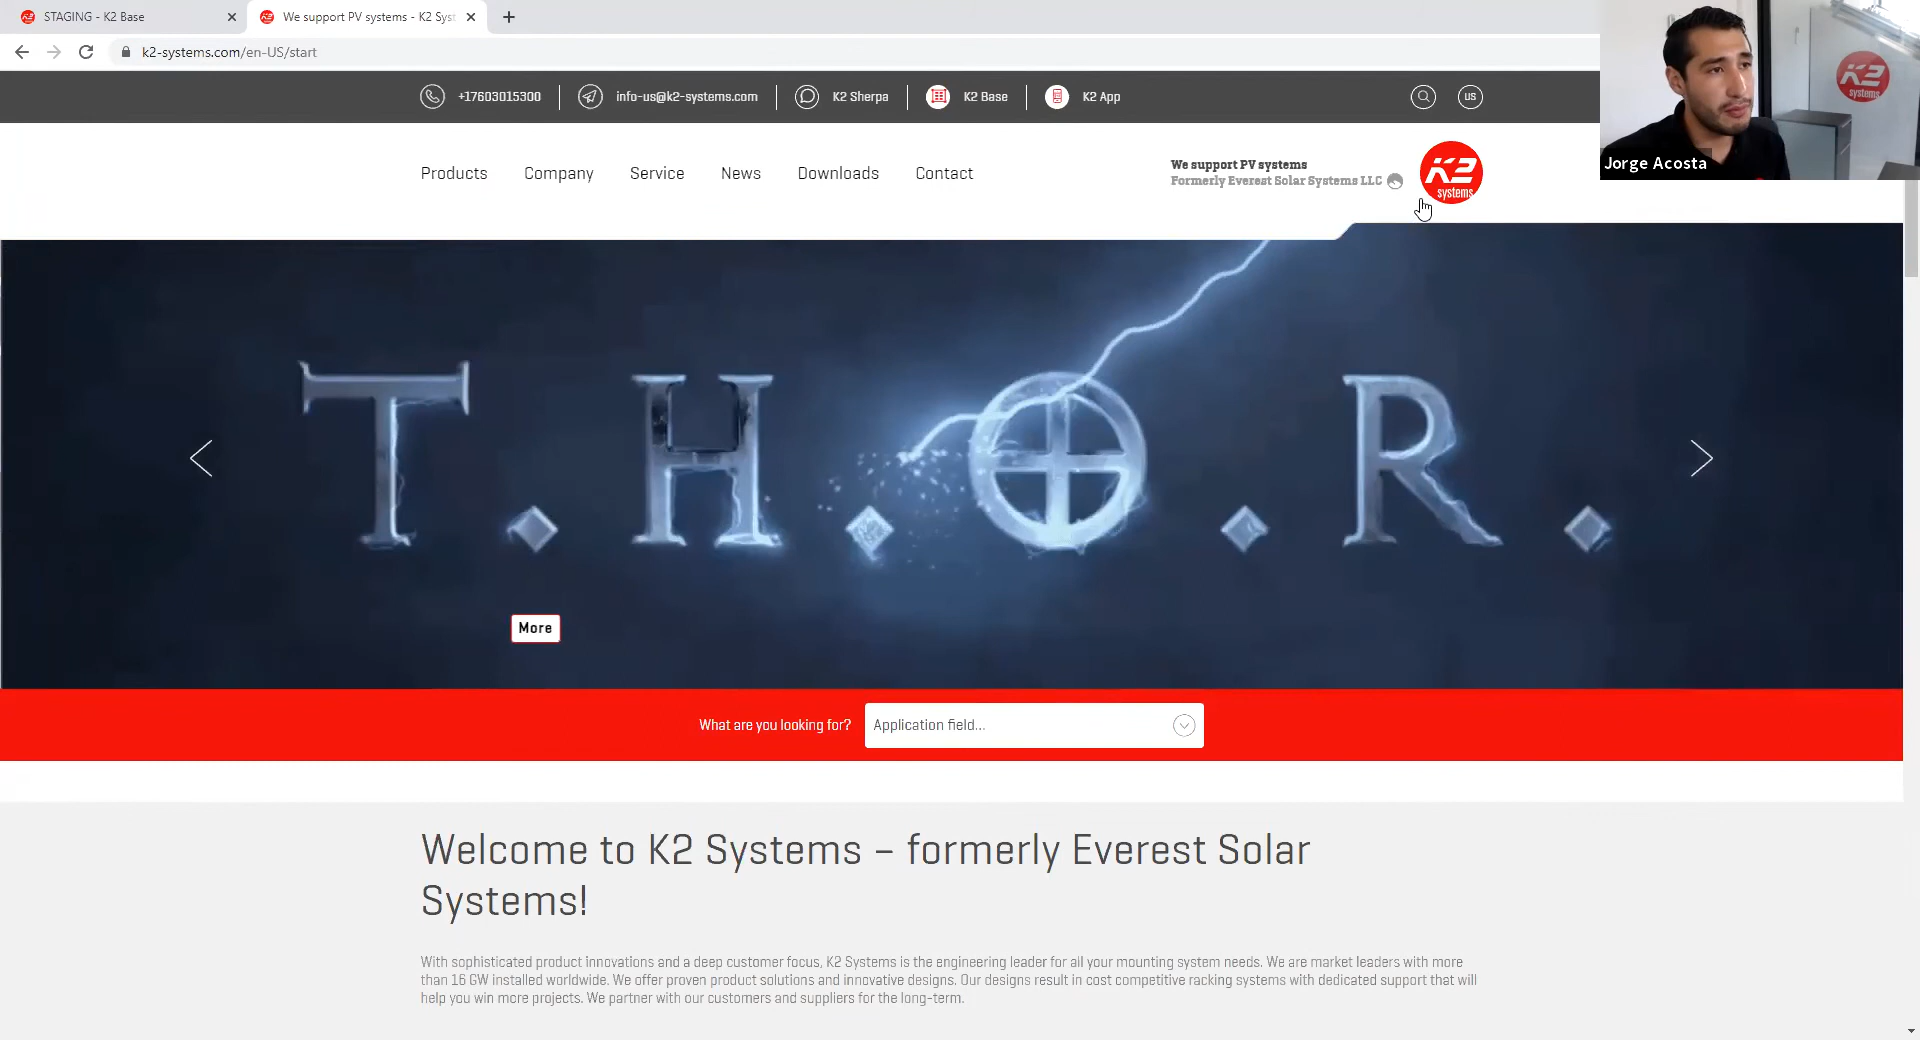 STAGING - K2 Base
We support PV systems - K2 Syst
k2-systems.com/en-US/start
+17603015300
info-us@k2-systems.com
K2 Sherpa
K2 Base
K2 App
US
K2 systems
Jorge Acosta
Products
Company
Service
News
Downloads
Contact
We support PV systems
Formerly Everest Solar Systems LLC
K2 systems
T.H.O.R.
More
What are you looking for?
Application field...
Welcome to K2 Systems – formerly Everest Solar
Systems!
With sophisticated product innovations and a deep customer focus, K2 Systems is the engineering leader for all your mounting system needs. We are market leaders with more
than 16 GW installed worldwide. We offer proven product solutions and innovative designs. Our designs result in cost competitive racking systems with dedicated support that will
help you win more projects. We partner with our customers and suppliers for the long-term.